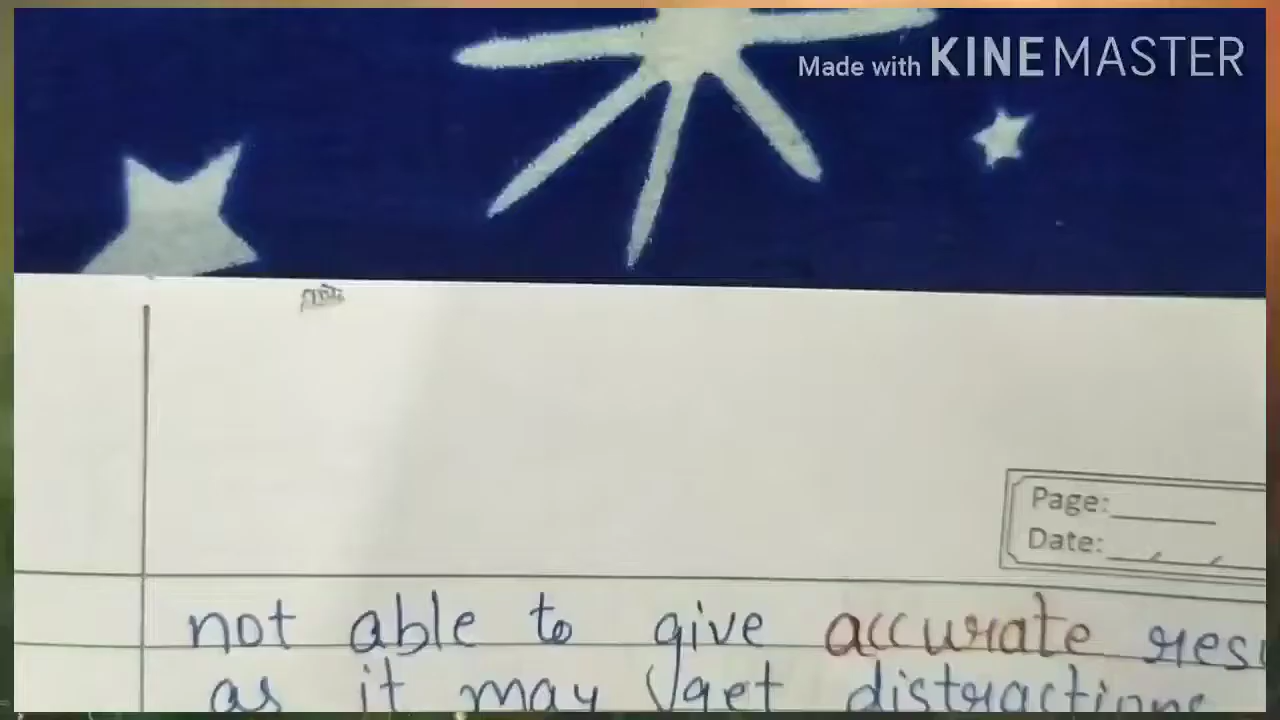 Made with KINEMASTER
Page:
Date:
not able to give accurate
as it may get distractions